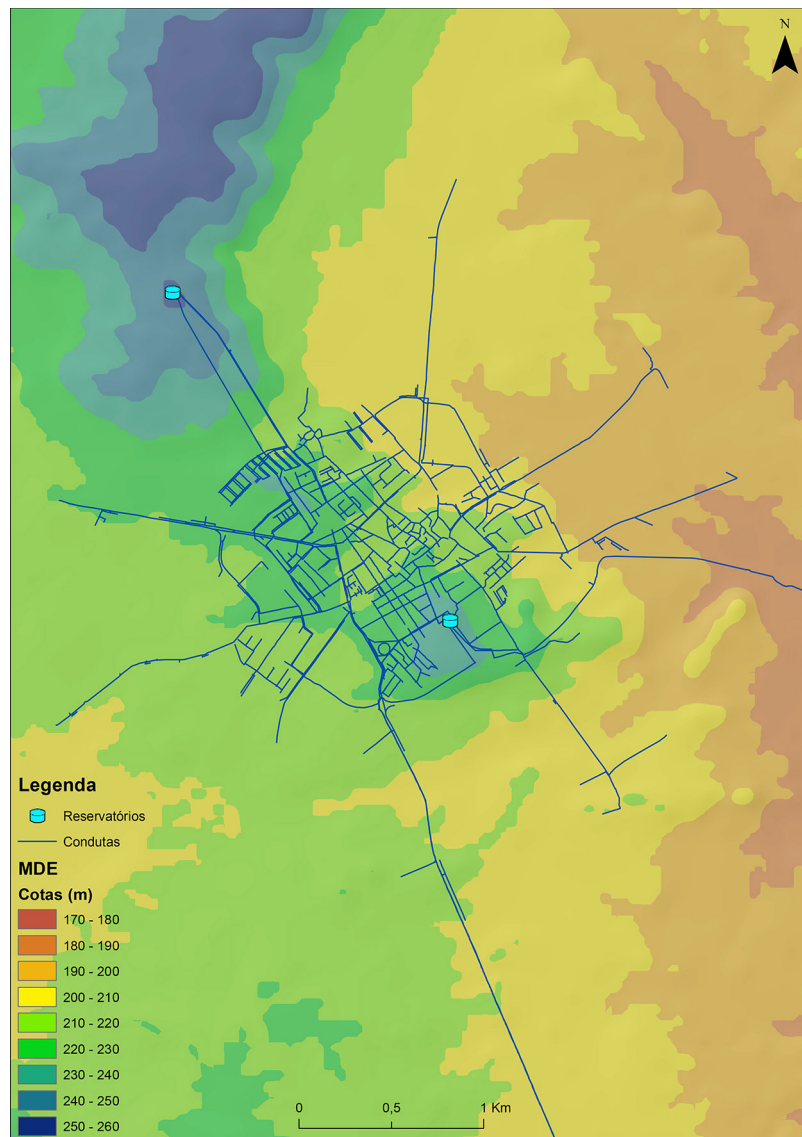 N
Legenda
Reservatórios
Condutas
MDE
Cotas (m)
170 - 180
180 - 190
190 - 200
200 - 210
210 - 220
220 - 230
230 - 240
240 - 250
250 - 260
0 0,5 1 Km